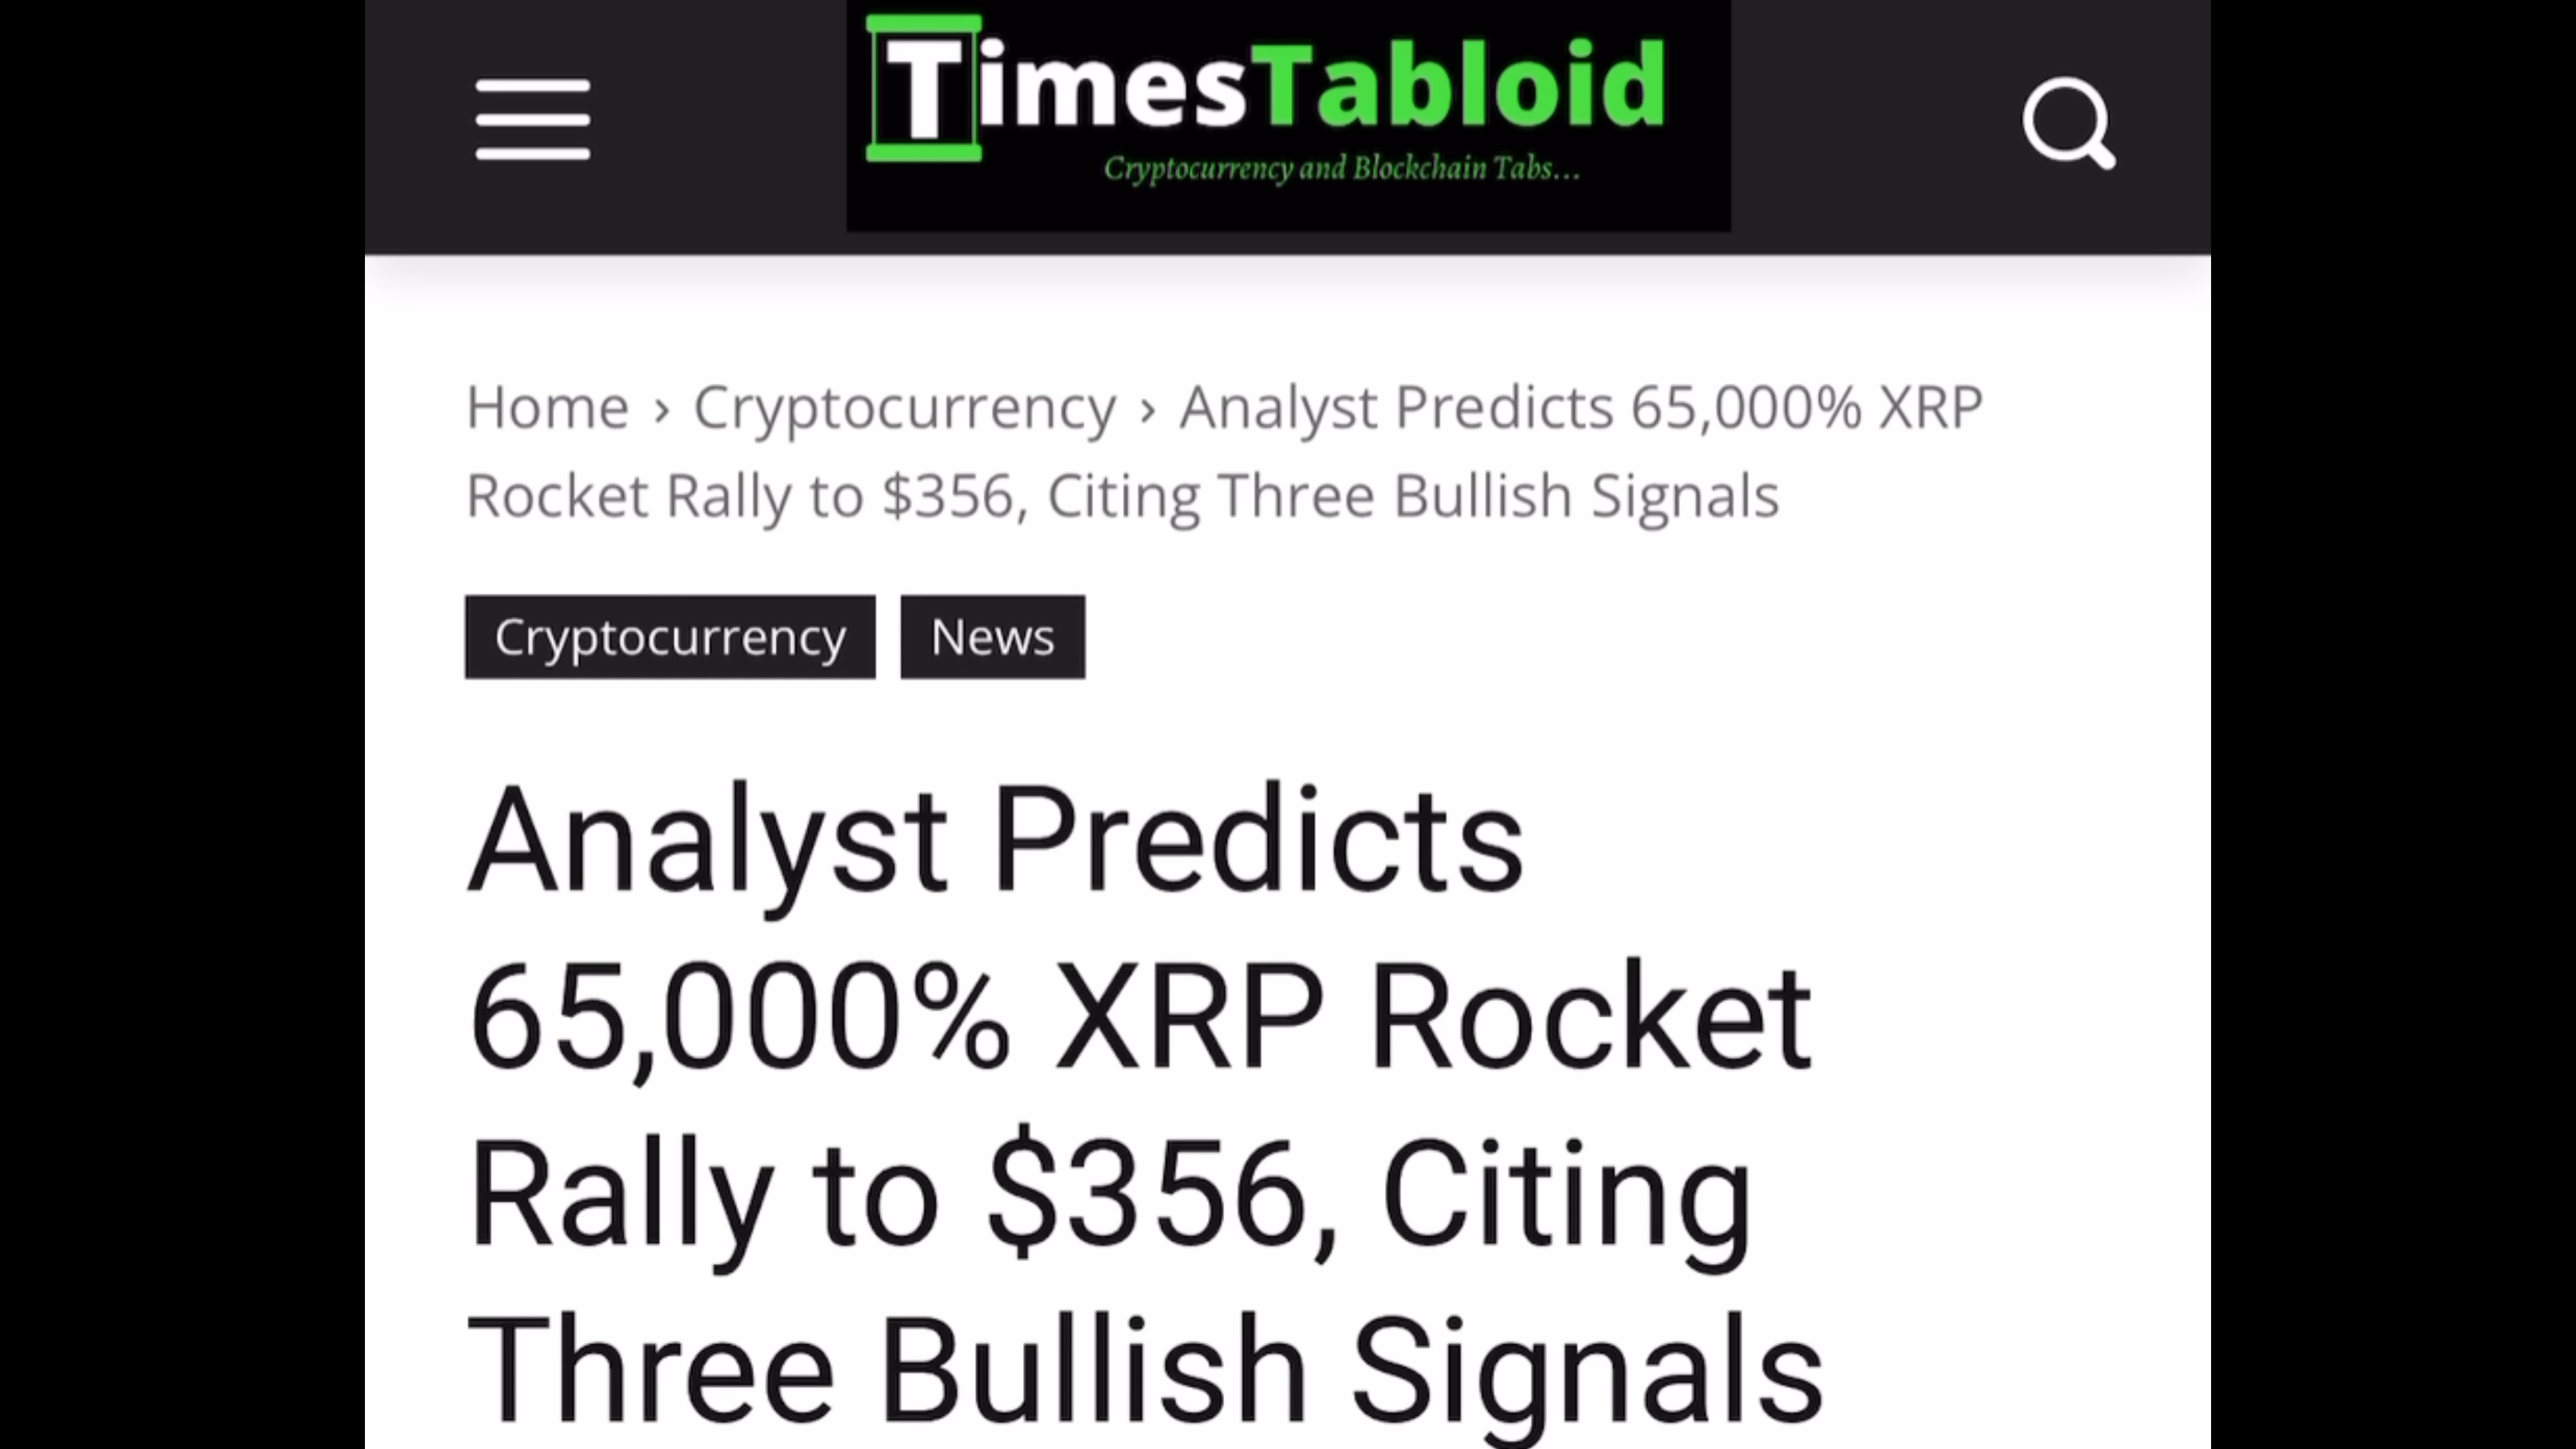 TimesTabloid
Cryptocurrency and Blockchain Tabs...
Home › Cryptocurrency › Analyst Predicts 65,000% XRP
Rocket Rally to $356, Citing Three Bullish Signals
Cryptocurrency News
Analyst Predicts
65,000% XRP Rocket
Rally to $356, Citing
Three Bullish Signals